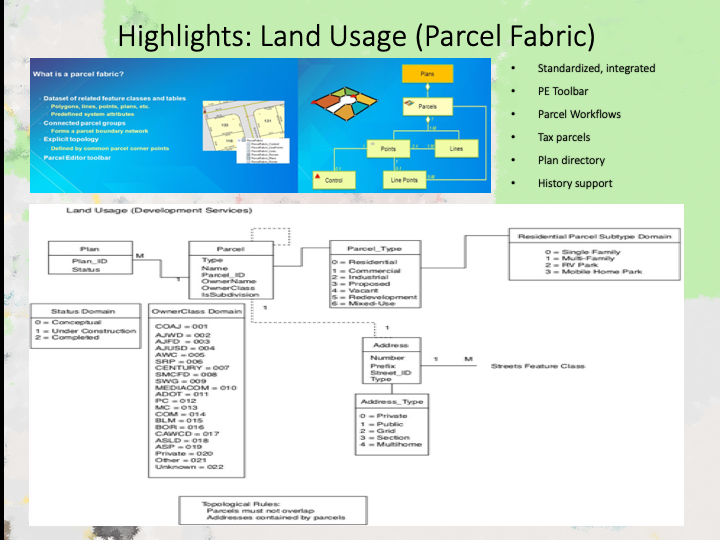 Highlights: Land Usage (Parcel Fabric)
What is a parcel fabric?
Dataset of related feature classes and tables
Polygons, lines, points, plans, etc.
Predefined system attributes
Connected parcel groups
Forms a parcel boundary network
Explicit topology
Defined by common parcel corner points
Parcel Editor toolbar
Plans
Parcels
Points
Lines
Control
Line Points
• Standardized, integrated
• PE Toolbar
• Parcel Workflows
• Tax parcels
• Plan directory
• History support
Land Usage (Development Services)
Plan
Plan_ID
Status
M
1
Parcel
Type
Name
Parcel_ID
OwnerName
OwnerClass
IsSubdivision
Parcel_Type
0 = Residential
1 = Commercial
2 = Industrial
3 = Proposed
4 = Vacant
5 = Redevelopment
6 = Mixed-Use
Residential Parcel Subtype Domain
0 = Single Family
1 = Multi-Family
2 = RV Park
3 = Mobile Home Park
Status Domain
0 = Conceptual
1 = Under Construction
2 = Completed
OwnerClass Domain
COAJ = 001
AJWD = 002
AJFD = 003
AJUSD = 004
AWC = 005
SRP = 006
CENTURY = 007
SMCFD = 008
SWG = 009
MEDIACOM = 010
ADOT = 011
PC = 012
MC = 013
COM = 014
BLM = 015
BOR = 016
CAWCD = 017
ASLD = 018
ASP = 019
Private = 020
Other = 021
Unknown = 022
1
1
Address
Number
Prefix
Street_ID
Type
1 M Streets Feature Class
Address_Type
0 = Private
1 = Public
2 = Grid
3 = Section
4 = Multihome
Topological Rules:
Parcels must not overlap
Addresses contained by parcels